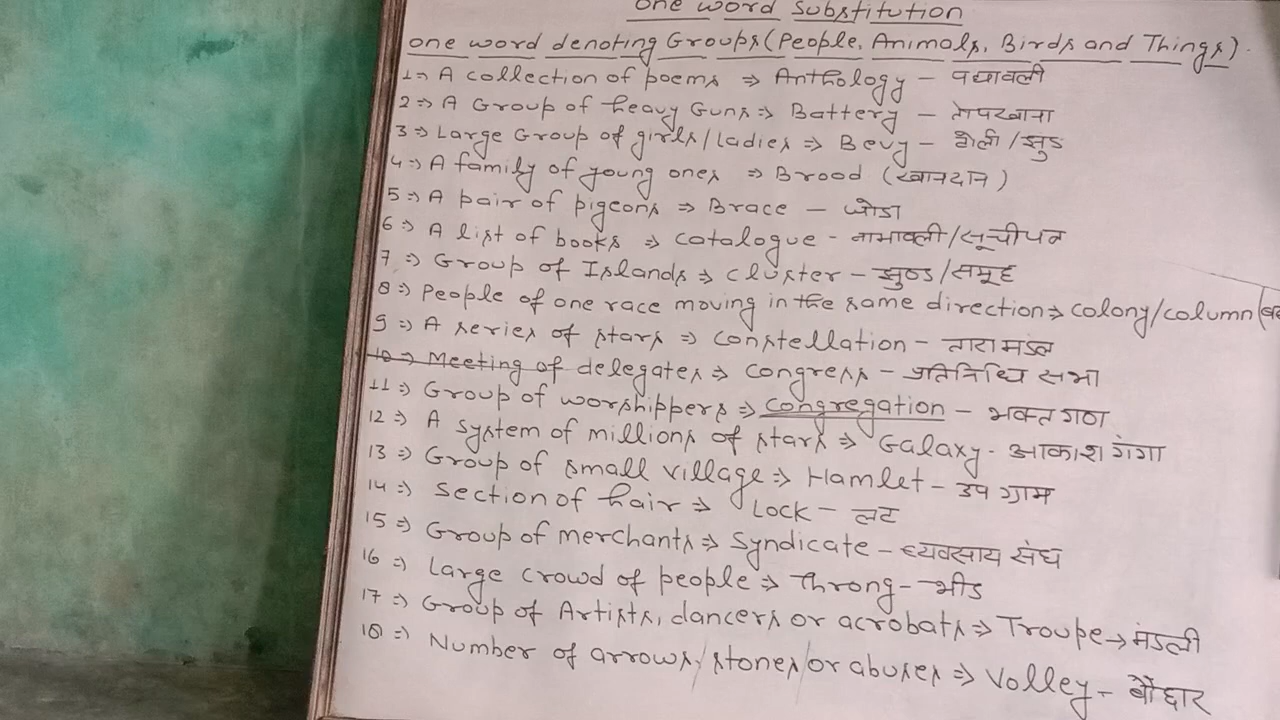 one word substitution
one word denoting Groups (People, Animals, Birds and Things).
1 => A collection of poems => Anthology - पद्यावली
2 => A Group of heavy Guns => Battery - तोपखाना
3 => Large Group of girls/ladies => Bevy - टोली/झुंड
4 => A family of young ones => Brood (खानदान)
5 => A pair of pigeons => Brace - जोडा
6 => A list of books => catalogue - नामावली/सूचीपत्र
7 => Group of Islands => cluster - झुण्ड/समूह
8 => People of one race moving in the same direction => colony/column
9 => A series of stars => constellation - तारामंडल
10 => Meeting of delegates => congress - प्रतिनिधि सभा
11 => Group of worshippers => congregation - भक्त गण
12 => A system of millions of stars => Galaxy - आकाश गंगा
13 => Group of small village => Hamlet - उप ग्राम
14 => section of hair => Lock - लट
15 => Group of merchants => syndicate - व्यवसाय संघ
16 => Large crowd of people => Throng - भीड
17 => Group of Artists, dancers or acrobats => Troupe → मंडली
18 => Number of arrows/stones/or abuses => Volley - बौछार